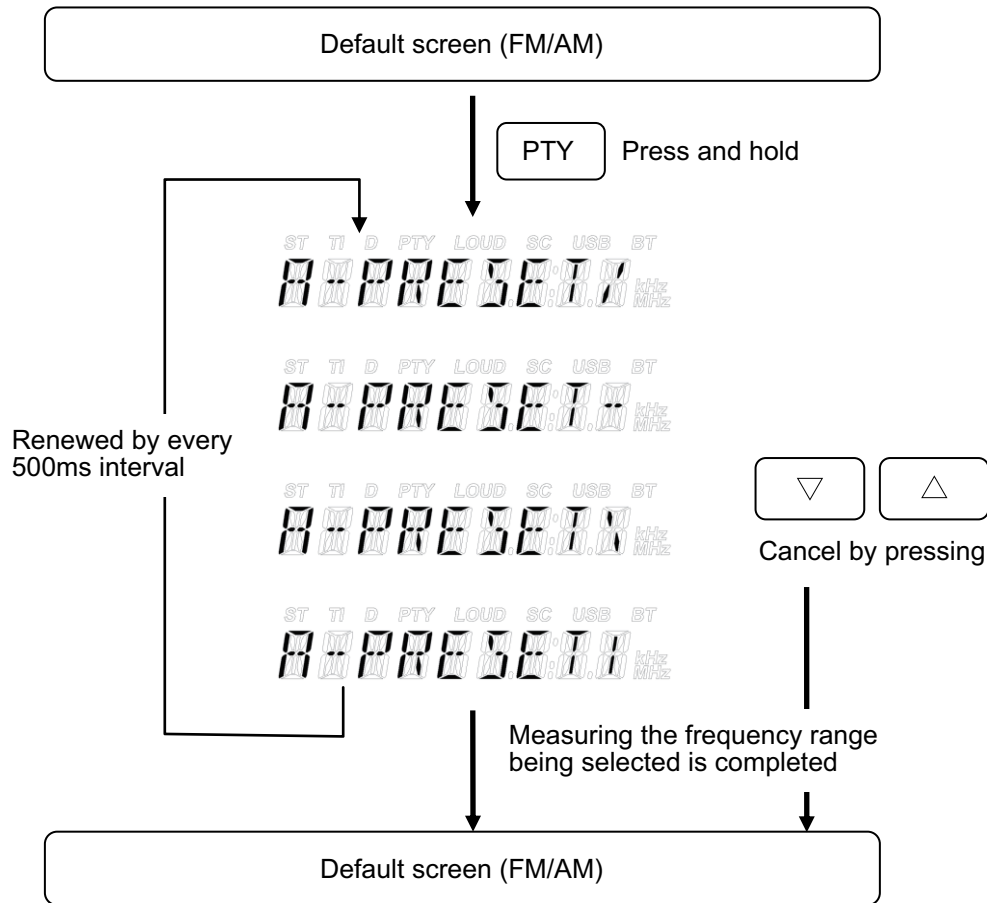 Default screen (FM/AM)
PTY Press and hold
ST TI D PTY LOUD SC USB BT
A-PRESET/
kHz
MHz
ST TI D PTY LOUD SC USB BT
A-PRESET-
kHz
MHz
Renewed by every
500ms interval
ST TI D PTY LOUD SC USB BT
A-PRESET\
kHz
MHz
▽ △
Cancel by pressing
ST TI D PTY LOUD SC USB BT
A-PRESET|
kHz
MHz
Measuring the frequency range
being selected is completed
Default screen (FM/AM)